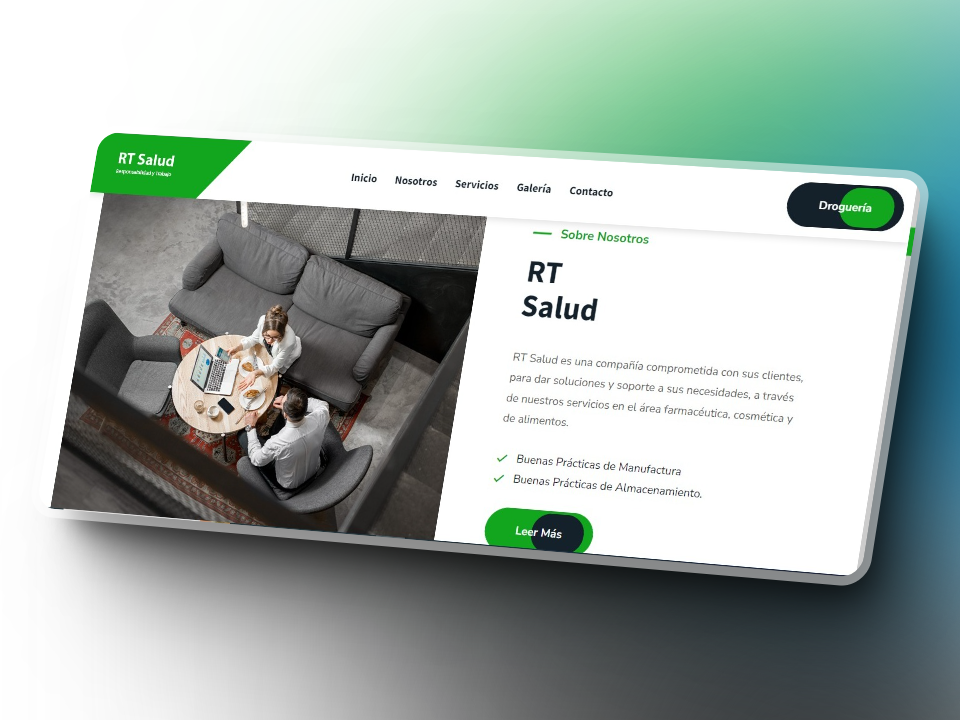 RT Salud
Responsabilidad y Trabajo
Inicio Nosotros Servicios Galería Contacto
Droguería
Sobre Nosotros
RT
Salud
RT Salud es una compañía comprometida con sus clientes,
para dar soluciones y soporte a sus necesidades, a través
de nuestros servicios en el área farmacéutica, cosmética y
de alimentos.
Buenas Prácticas de Manufactura
Buenas Prácticas de Almacenamiento.
Leer Más